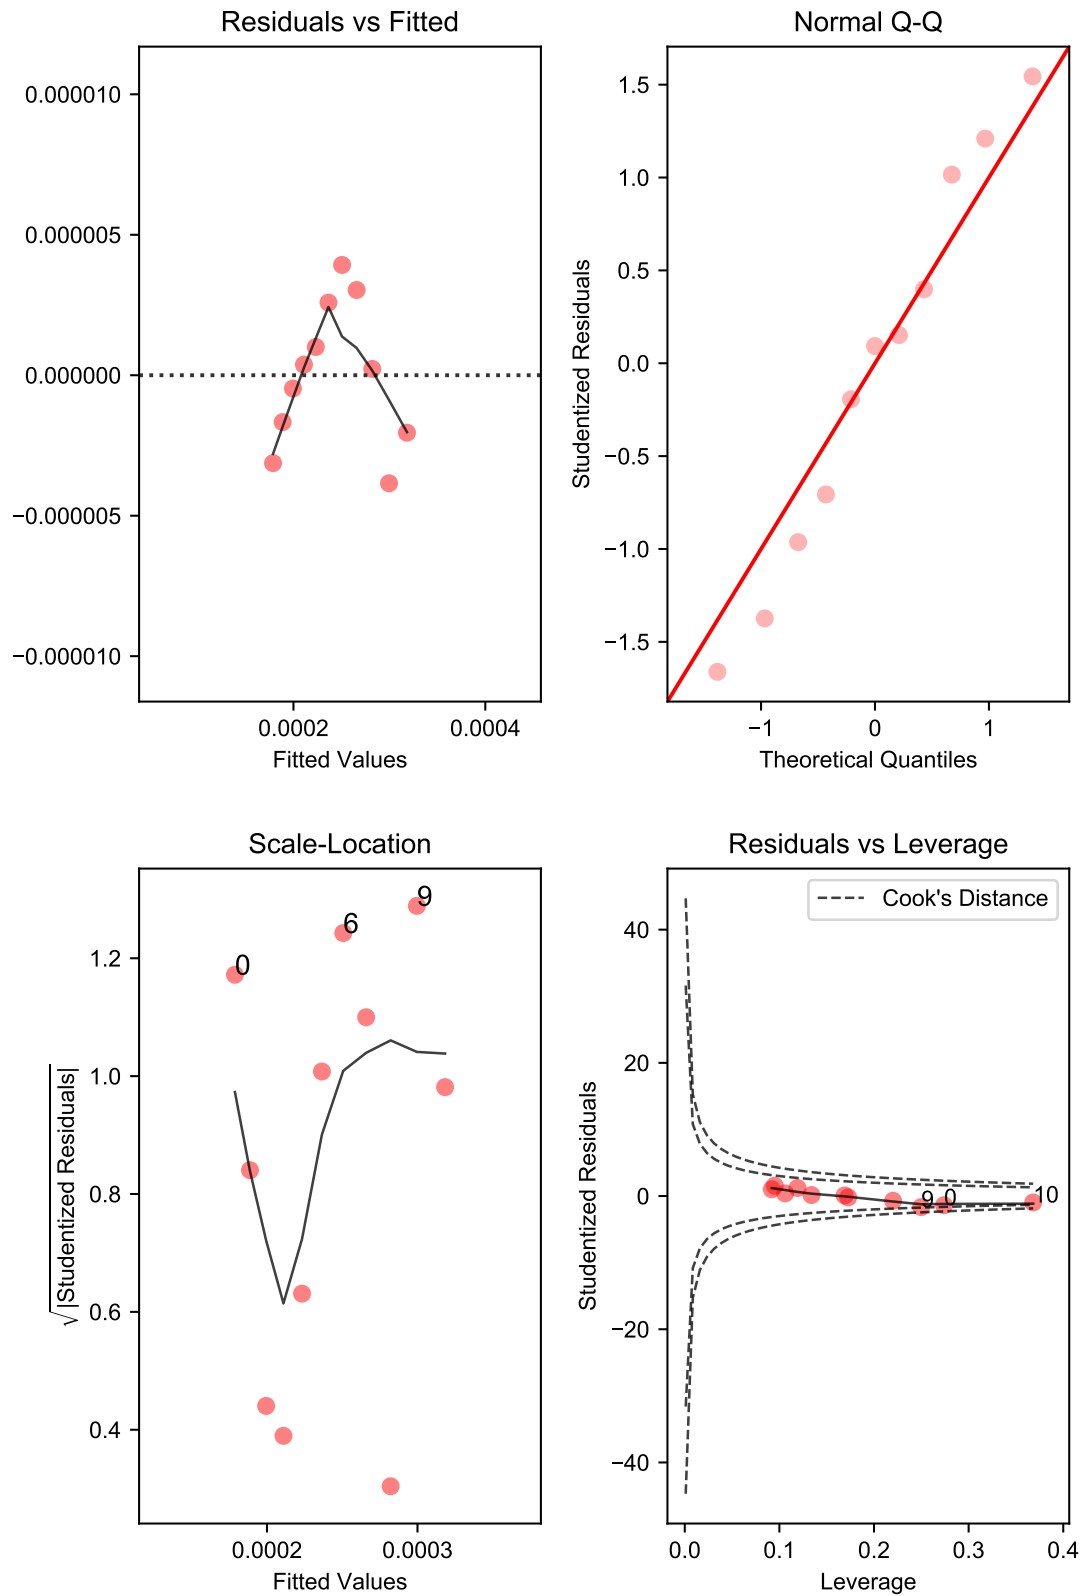 Residuals vs Fitted
0.000010
0.000005
0.000000
−0.000005
−0.000010
0.0002 0.0004
Fitted Values
Normal Q-Q
Studentized Residuals
1.5
1.0
0.5
0.0
−0.5
−1.0
−1.5
−1 0 1
Theoretical Quantiles
Scale-Location
√|Studentized Residuals|
1.2
1.0
0.8
0.6
0.4
0
6
9
0.0002 0.0003
Fitted Values
Residuals vs Leverage
Cook's Distance
Studentized Residuals
40
20
0
−20
−40
9 0 10
0.0 0.1 0.2 0.3 0.4
Leverage